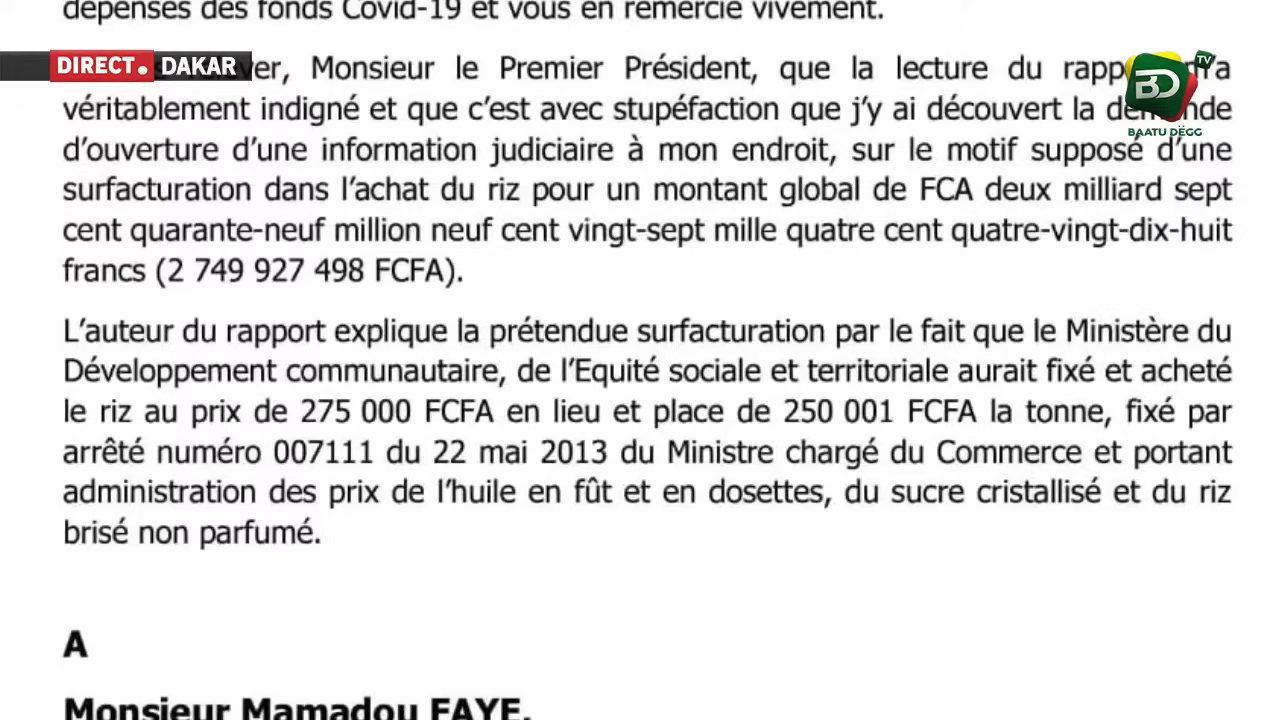 dépenses des fonds Covid-19 et vous en remercie vivement.
DIRECT. DAKAR
Monsieur le Premier Président, que la lecture du m'a
véritablement indigné et que c'est avec stupéfaction que j'y ai découvert la
d'ouverture d'une information judiciaire à mon endroit, sur le motif supposé d'une
surfacturation dans l'achat du riz pour un montant global de FCA deux milliard sept
cent quarante-neuf million neuf cent vingt-sept mille quatre cent quatre-vingt-dix-huit
francs (2 749 927 498 FCFA).
L'auteur du rapport explique la prétendue surfacturation par le fait que le Ministère du
Développement communautaire, de l'Equité sociale et territoriale aurait fixé et acheté
le riz au prix de 275 000 FCFA en lieu et place de 250 001 FCFA la tonne, fixé par
arrêté numéro 007111 du 22 mai 2013 du Ministre chargé du Commerce et portant
administration des prix de l'huile en fût et en dosettes, du sucre cristallisé et du riz
brisé non parfumé.
A
Monsieur Mamadou FAYE,
BD TV
BAATU DËGG